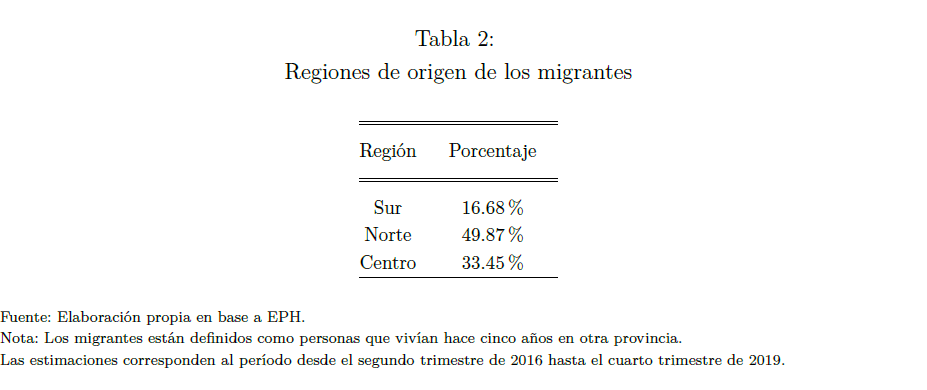 Tabla 2:
Regiones de origen de los migrantes
Región Porcentaje
Sur 16.68 %
Norte 49.87 %
Centro 33.45 %
Fuente: Elaboración propia en base a EPH.
Nota: Los migrantes están definidos como personas que vivían hace cinco años en otra provincia.
Las estimaciones corresponden al período desde el segundo trimestre de 2016 hasta el cuarto trimestre de 2019.